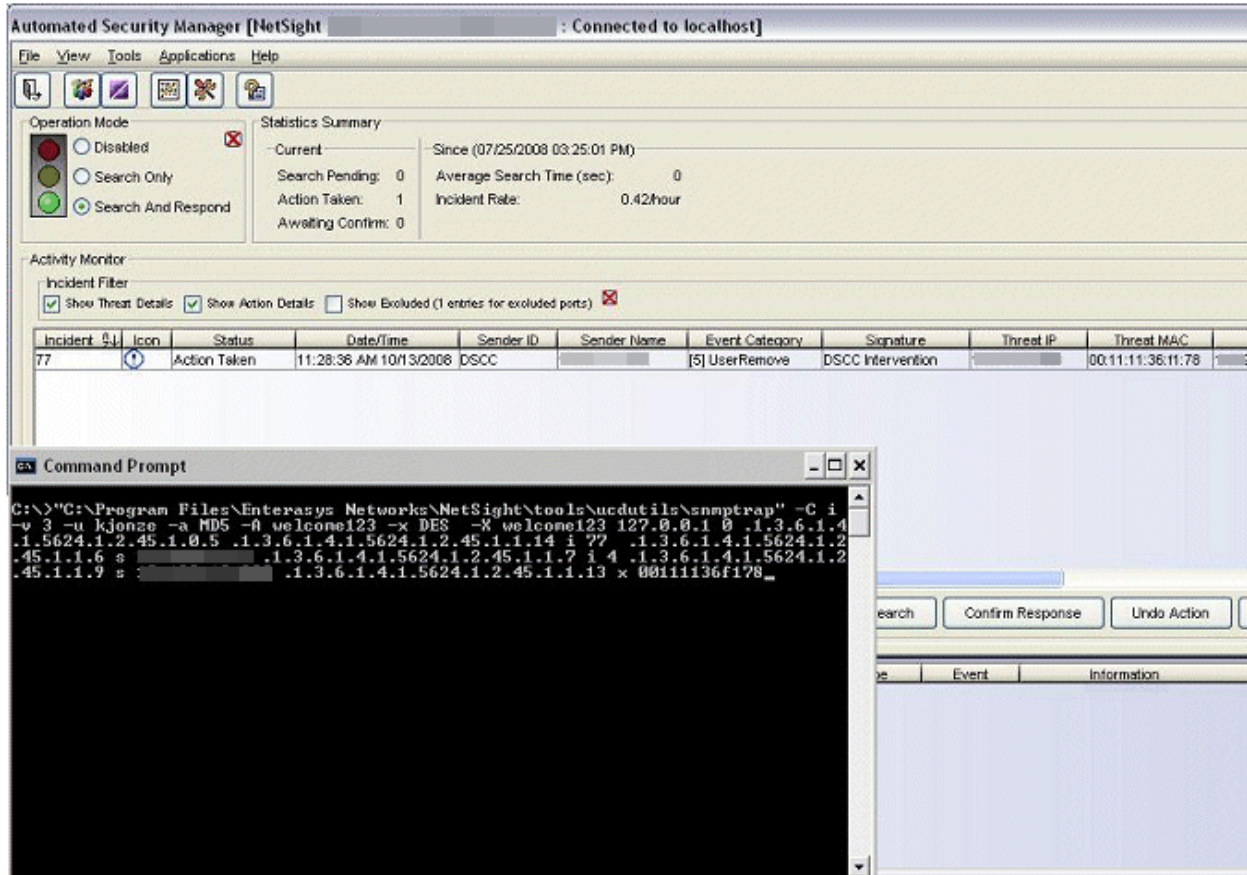 Automated Security Manager [NetSight : Connected to localhost]
File View Tools Applications Help
Operation Mode
Disabled
Search Only
Search And Respond
Statistics Summary
Current
Search Pending: 0
Action Taken: 1
Awaiting Confirm: 0
Since (07/25/2008 03:25:01 PM)
Average Search Time (sec): 0
Incident Rate: 0.42/hour
Activity Monitor
Incident Filter
Show Threat Details Show Action Details Show Excluded (1 entries for excluded ports)
Incident Icon Status Date/Time Sender ID Sender Name Event Category Signature Threat IP Threat MAC
77 Action Taken 11:28:36 AM 10/13/2008 DSCC [5] UserRemove DSCC Intervention 00:11:11:36:11:78
Command Prompt
C:\>"C:\Program Files\Enterasys Networks\NetSight\tools\ucdutils\snmptrap" -C i
-v 3 -u kjonze -a MD5 -A welcome123 -x DES -X welcome123 127.0.0.1 0 .1.3.6.1.4
.1.5624.1.2.45.1.0.5 .1.3.6.1.4.1.5624.1.2.45.1.1.14 i 77 .1.3.6.1.4.1.5624.1.2
.45.1.1.6 s .1.3.6.1.4.1.5624.1.2.45.1.1.7 i 4 .1.3.6.1.4.1.5624.1.2
.45.1.1.9 s .1.3.6.1.4.1.5624.1.2.45.1.1.13 x 00111136f178_
earch Confirm Response Undo Action
pe Event Information